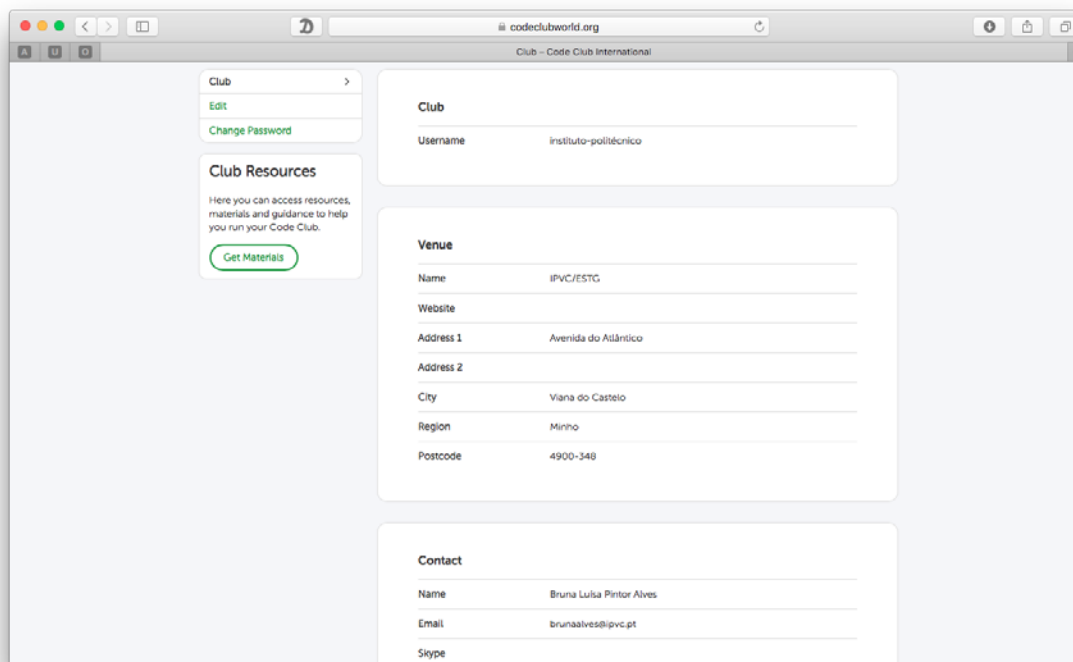 codeclubworld.org
A U G
Club – Code Club International
Club
Edit
Change Password
Club Resources
Here you can access resources,
materials and guidance to help
you run your Code Club.
Get Materials
Club
Username instituto-politécnico
Venue
Name IPVC/ESTG
Website
Address 1 Avenida do Atlântico
Address 2
City Viana do Castelo
Region Minho
Postcode 4900-348
Contact
Name Bruna Luísa Pintor Alves
Email brunaalves@ipvc.pt
Skype